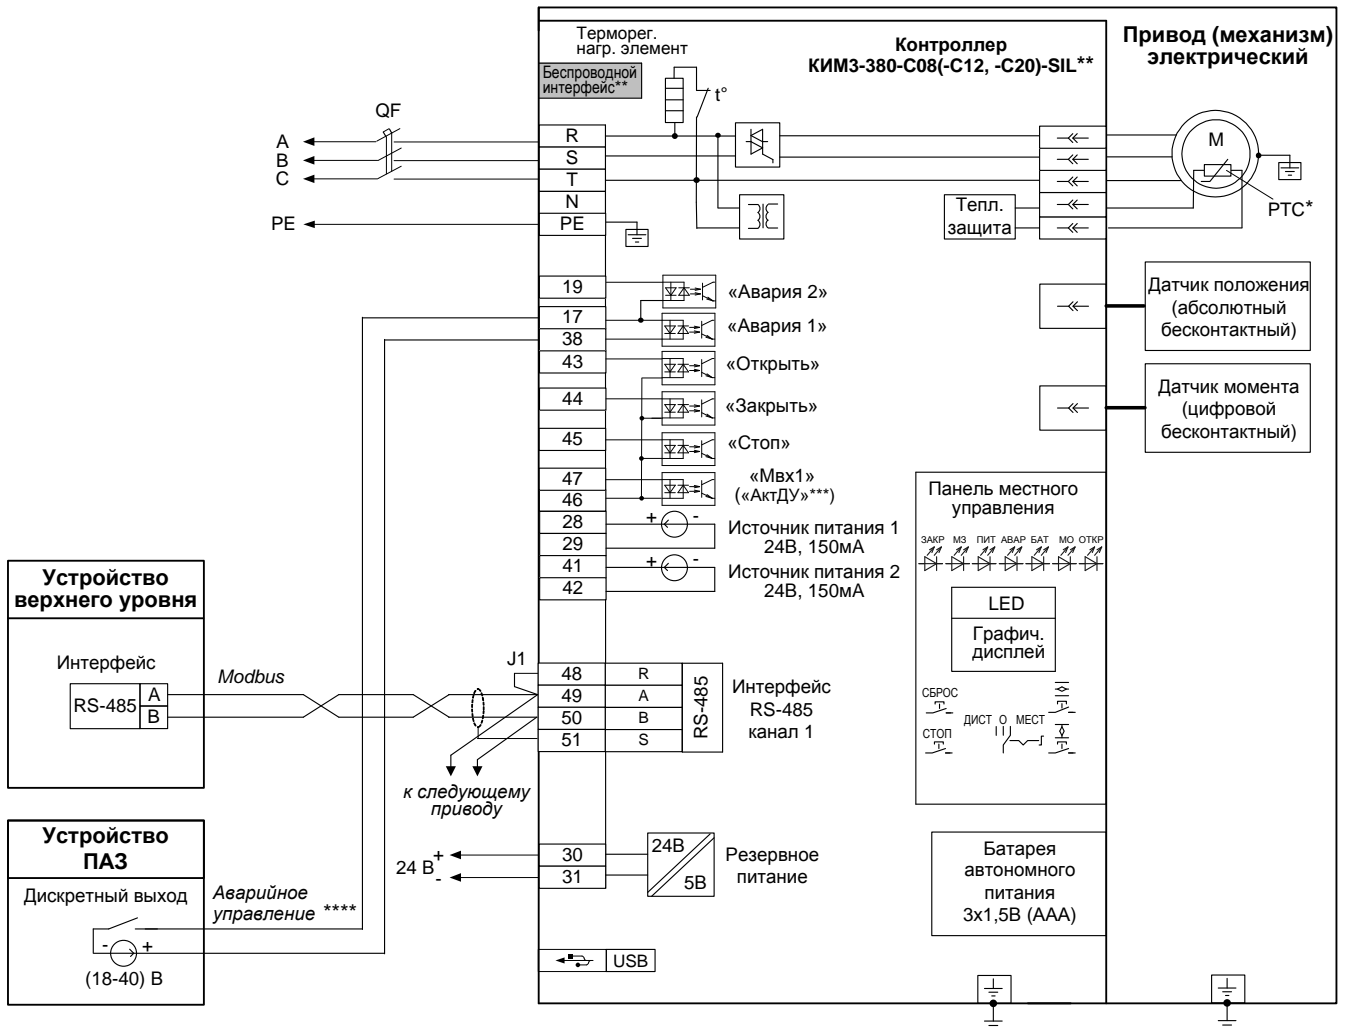 Терморег.
нагр. элемент
Беспроводной
интерфейс**
Контроллер
КИМ3-380-С08(-С12, -С20)-SIL**
Привод (механизм)
электрический
QF
t°
A
B
C
PE
R
S
T
N
PE
Тепл.
защита
M
PTC*
19
17
38
43
44
45
47
46
28
29
41
42
«Авария 2»
«Авария 1»
«Открыть»
«Закрыть»
«Стоп»
«Мвх1»
(«АктДУ»***)
+ -
Источник питания 1
24В, 150мА
+ -
Источник питания 2
24В, 150мА
Датчик положения
(абсолютный
бесконтактный)
Датчик момента
(цифровой
бесконтактный)
Панель местного
управления
ЗАКР МЗ ПИТ АВАР БАТ МО ОТКР
LED
Графич.
дисплей
СБРОС
СТОП
ДИСТ О МЕСТ
Устройство
верхнего уровня
Интерфейс
RS-485
A
B
Modbus
J1
48 R
49 A
50 B
51 S
RS-485
Интерфейс
RS-485
канал 1
к следующему
приводу
24 В
+
-
30
31
24В
5В
Резервное
питание
Батарея
автономного
питания
3х1,5В (ААА)
Устройство
ПАЗ
Дискретный выход
- +
(18-40) В
Аварийное
управление ****
USB